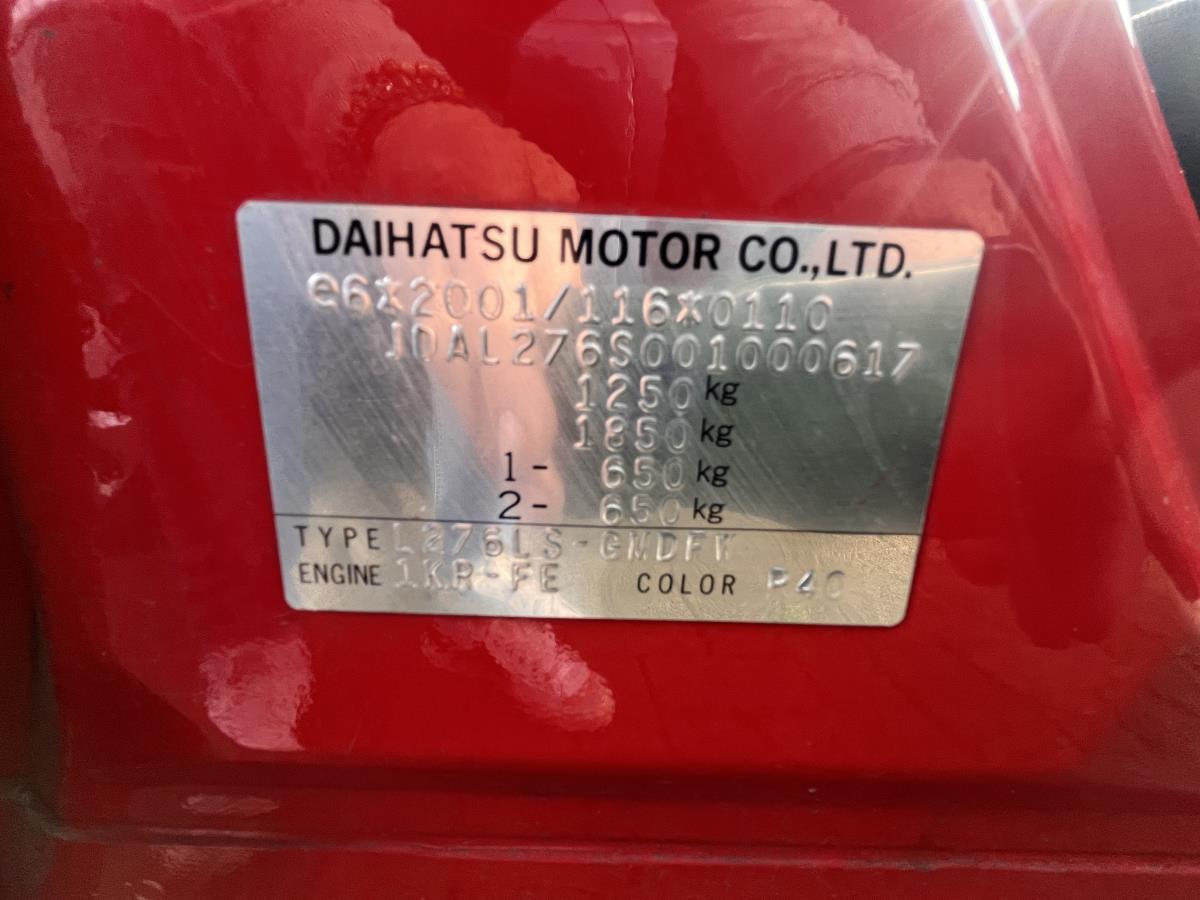 DAIHATSU MOTOR CO.,LTD.
e6*2001/116*0110
JDAL276S001000617
1250 kg
1850 kg
1- 650 kg
2- 650 kg
TYPE L276LS-GMDFW
ENGINE 1KR-FE COLOR R40